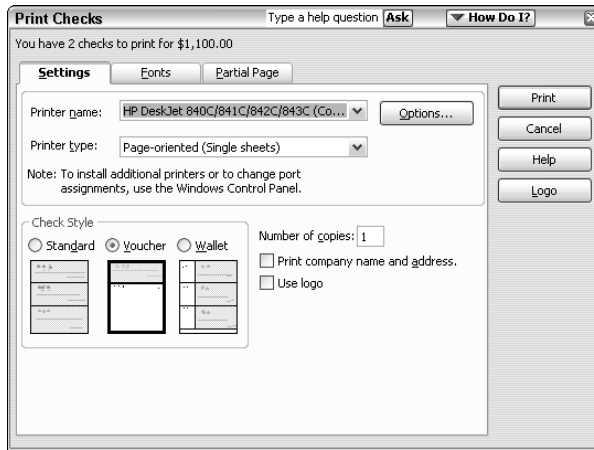 Print Checks
Type a help question Ask
How Do I?
You have 2 checks to print for $1,100.00
Settings
Fonts
Partial Page
Printer name:
HP DeskJet 840C/841C/842C/843C (Co...
Options...
Printer type:
Page-oriented (Single sheets)
Note: To install additional printers or to change port
assignments, use the Windows Control Panel.
Print
Cancel
Help
Logo
Check Style
Standard
Voucher
Wallet
Number of copies: 1
Print company name and address.
Use logo